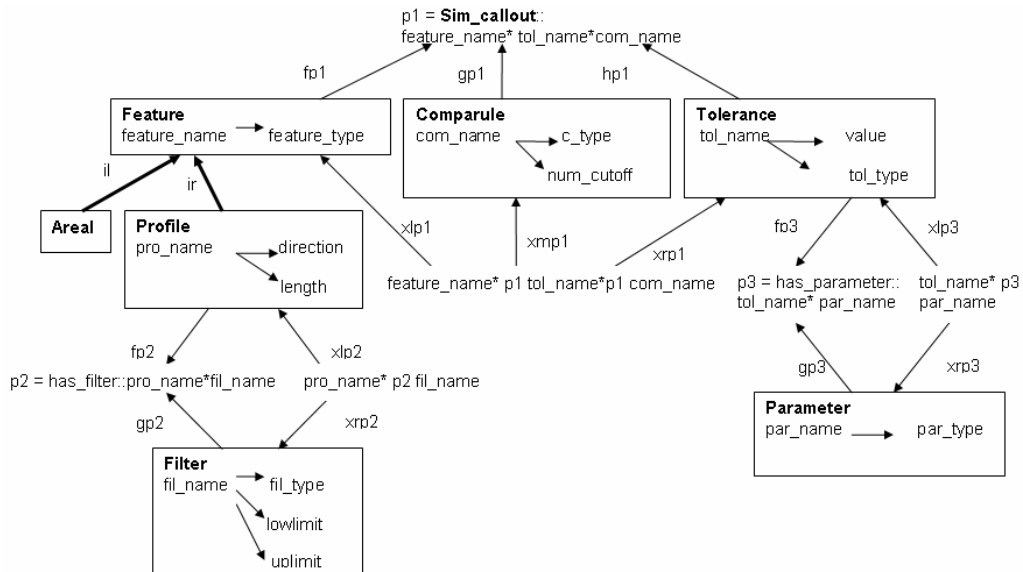 p1 = Sim_callout::
feature_name* tol_name*com_name
fp1
gp1
hp1
Feature
feature_name
feature_type
Comparule
com_name
c_type
num_cutoff
Tolerance
tol_name
value
tol_type
il
ir
Areal
Profile
pro_name
direction
length
xlp1
xmp1
xrp1
feature_name* p1 tol_name*p1 com_name
fp3
xlp3
p3 = has_parameter::
tol_name* par_name
tol_name* p3
par_name
fp2
xlp2
p2 = has_filter::pro_name*fil_name
pro_name* p2 fil_name
gp2
xrp2
gp3
xrp3
Parameter
par_name
par_type
Filter
fil_name
fil_type
lowlimit
uplimit